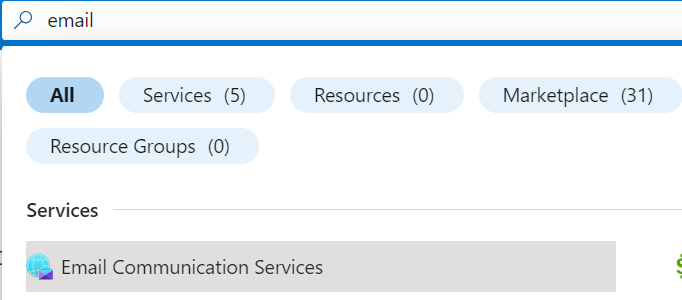 email
All Services (5) Resources (0) Marketplace (31)
Resource Groups (0)
Services
Email Communication Services